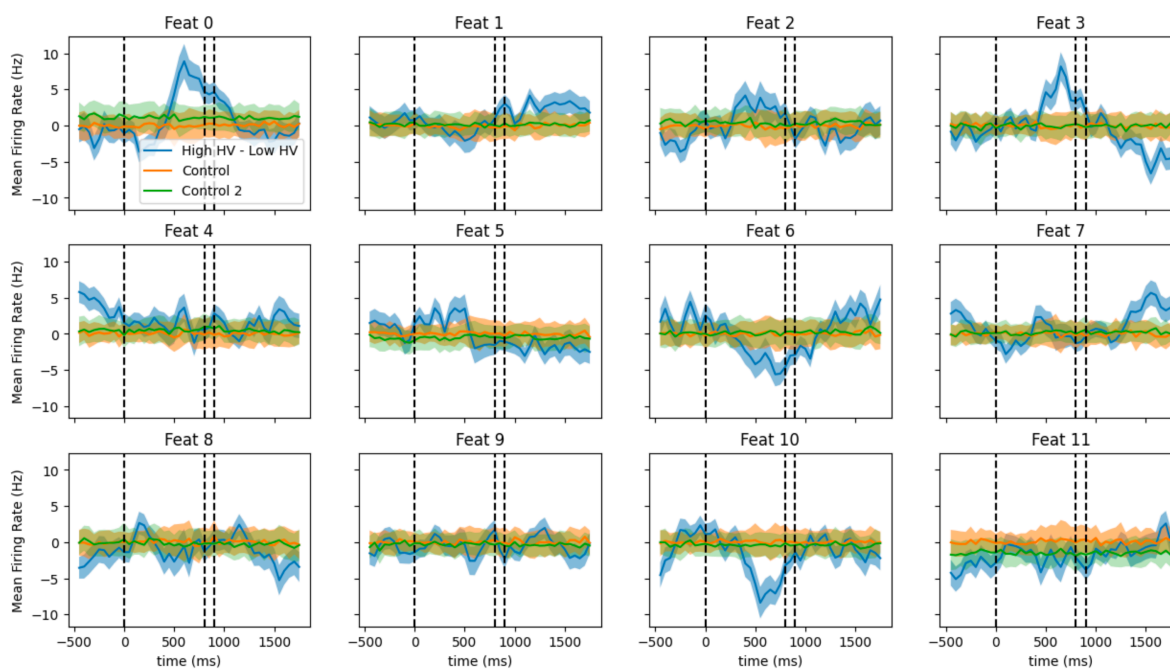 Feat 0 Feat 1 Feat 2 Feat 3
Mean Firing Rate (Hz)
10
5
0
−5
−10
High HV - Low HV
Control
Control 2
Feat 4 Feat 5 Feat 6 Feat 7
Mean Firing Rate (Hz)
10
5
0
−5
−10
Feat 8 Feat 9 Feat 10 Feat 11
Mean Firing Rate (Hz)
10
5
0
−5
−10
−500 0 500 1000 1500 −500 0 500 1000 1500 −500 0 500 1000 1500 −500 0 500 1000 1500
time (ms) time (ms) time (ms) time (ms)